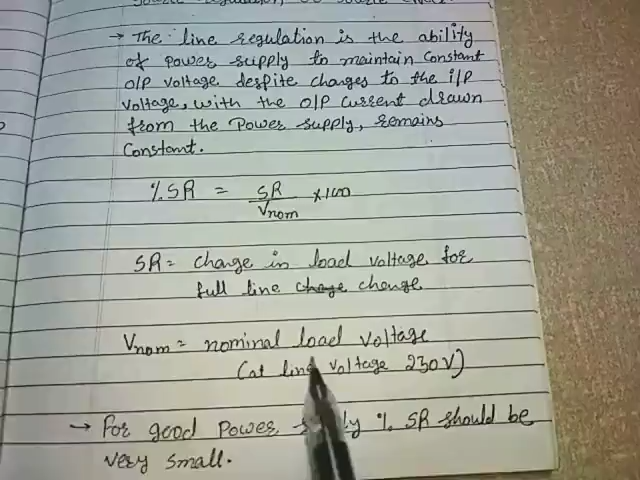 → The line regulation is the ability
of power supply to maintain constant
O/P voltage despite changes to the i/P
voltage, with the O/P current drawn
from the Power supply, remains
constant.
% SR = SR/Vnom ×100
SR = change in load voltage for
full line change
Vnom = nominal load voltage
(at line voltage 230V)
→ for good power % SR should be
very small.